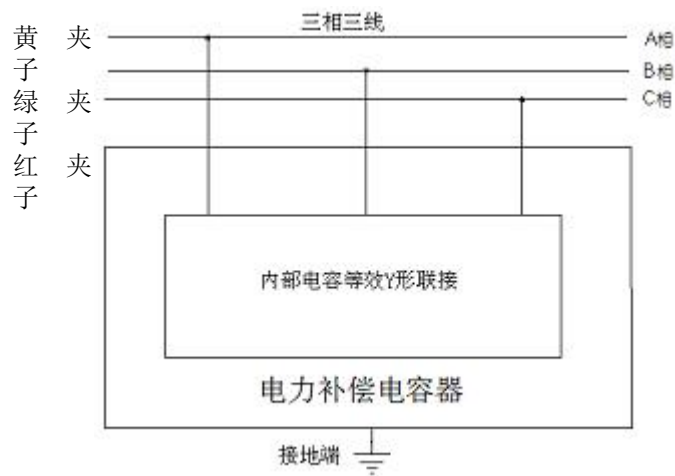 三相三线
黄 夹
子
绿 夹
子
红 夹
子
A相
B相
C相
内部电容等效Y形联接
电力补偿电容器
接地端